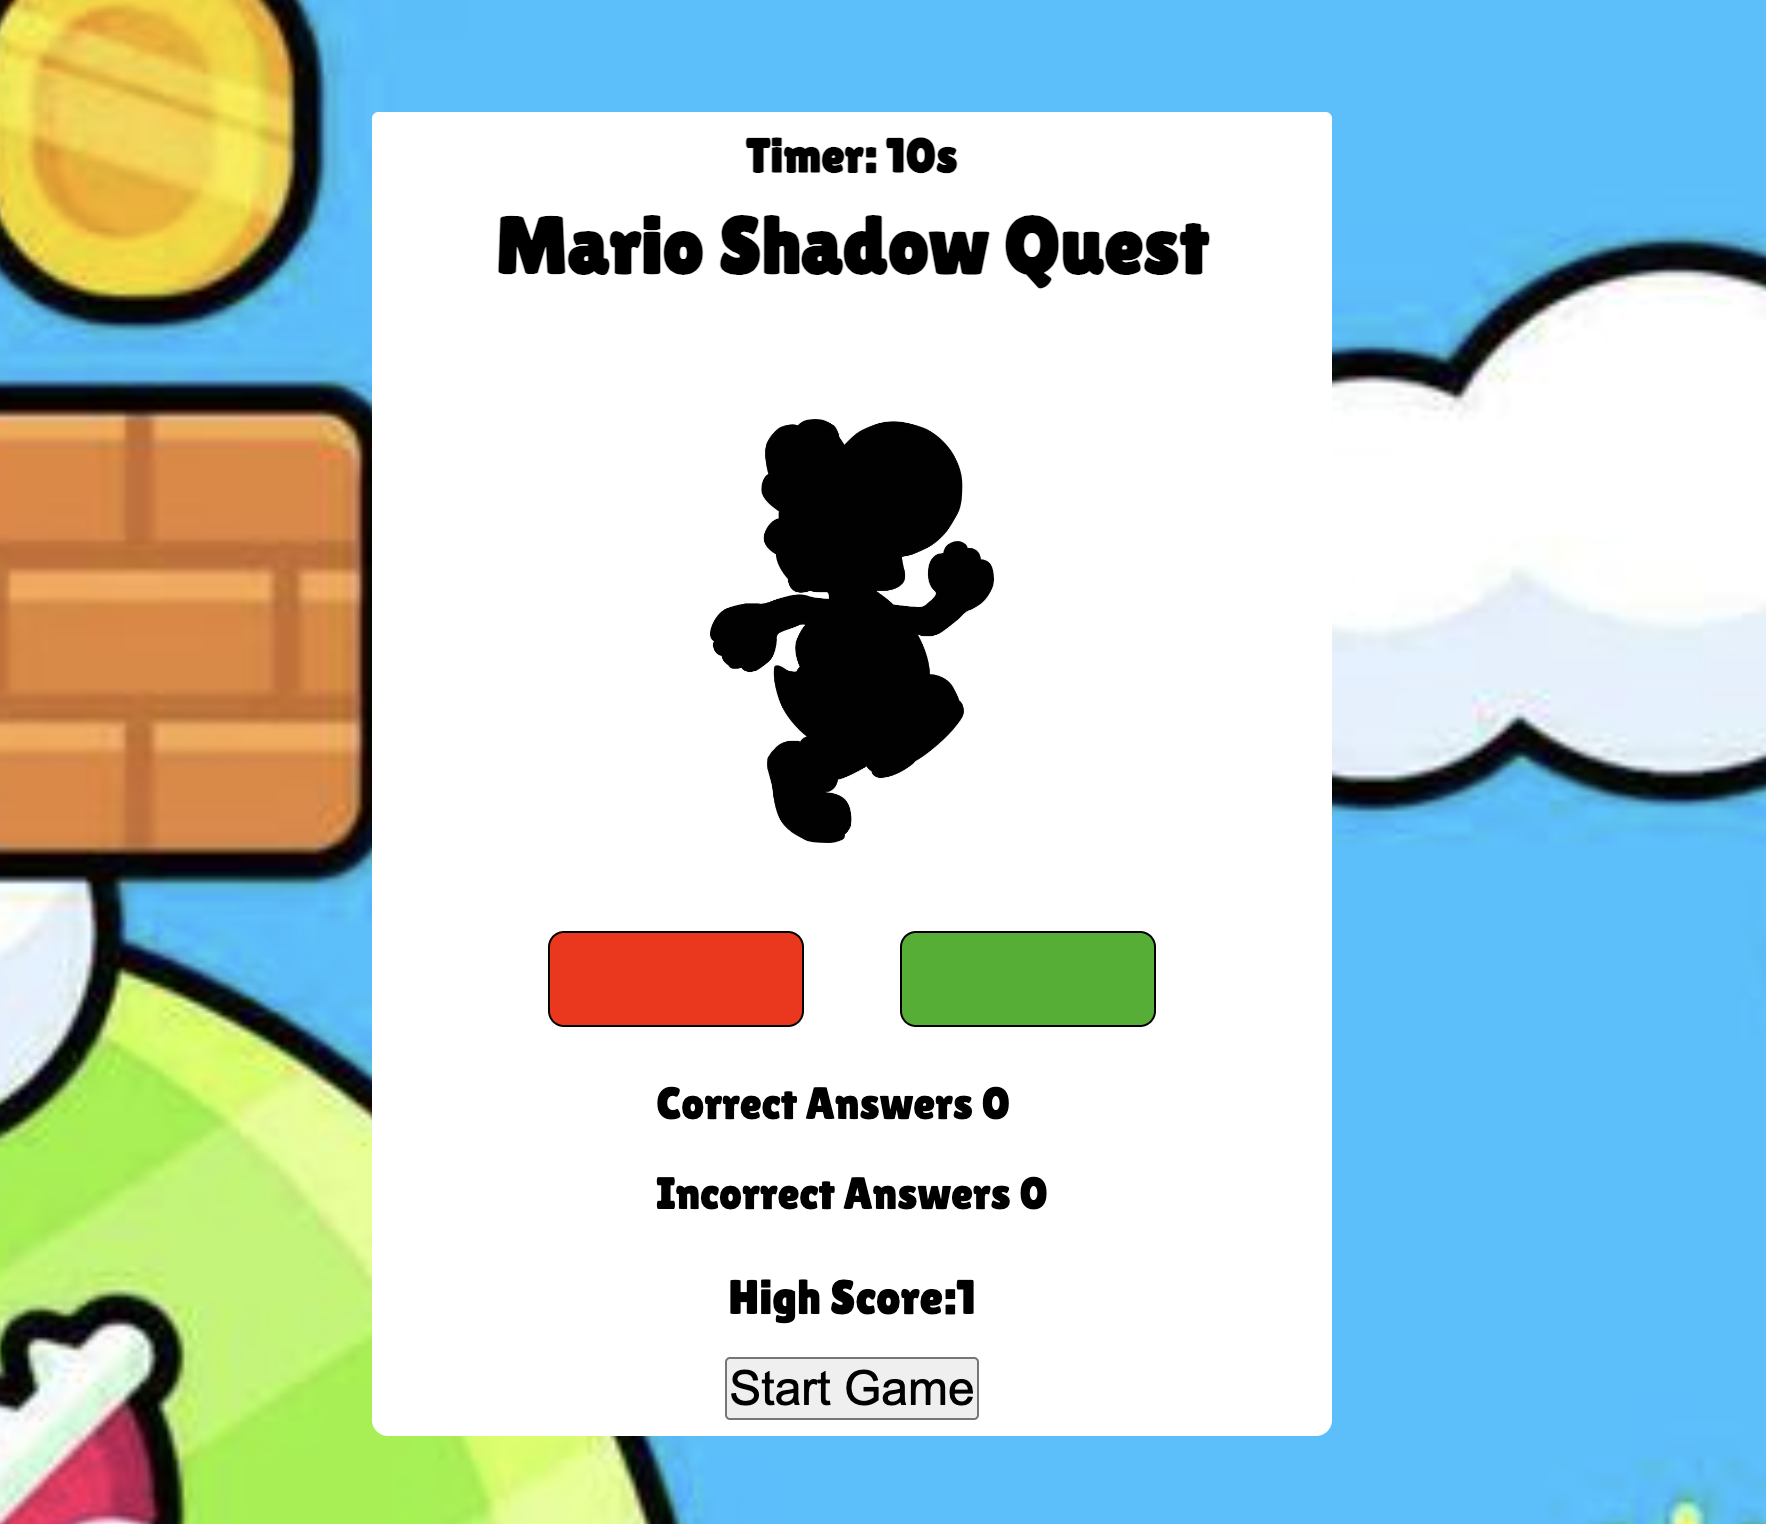 Timer: 10s
Mario Shadow Quest
Correct Answers 0
Incorrect Answers 0
High Score:1
Start Game